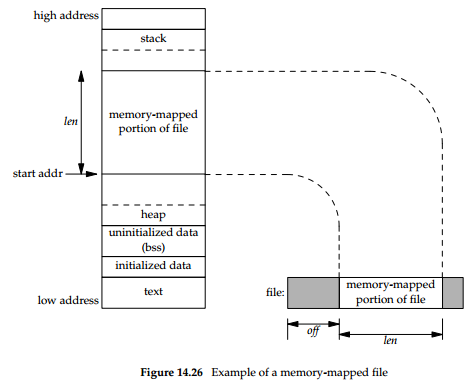 high address
stack
len
memory-mapped
portion of file
start addr
heap
uninitialized data
(bss)
initialized data
low address
text
file:
memory-mapped
portion of file
off
len
Figure 14.26 Example of a memory-mapped file